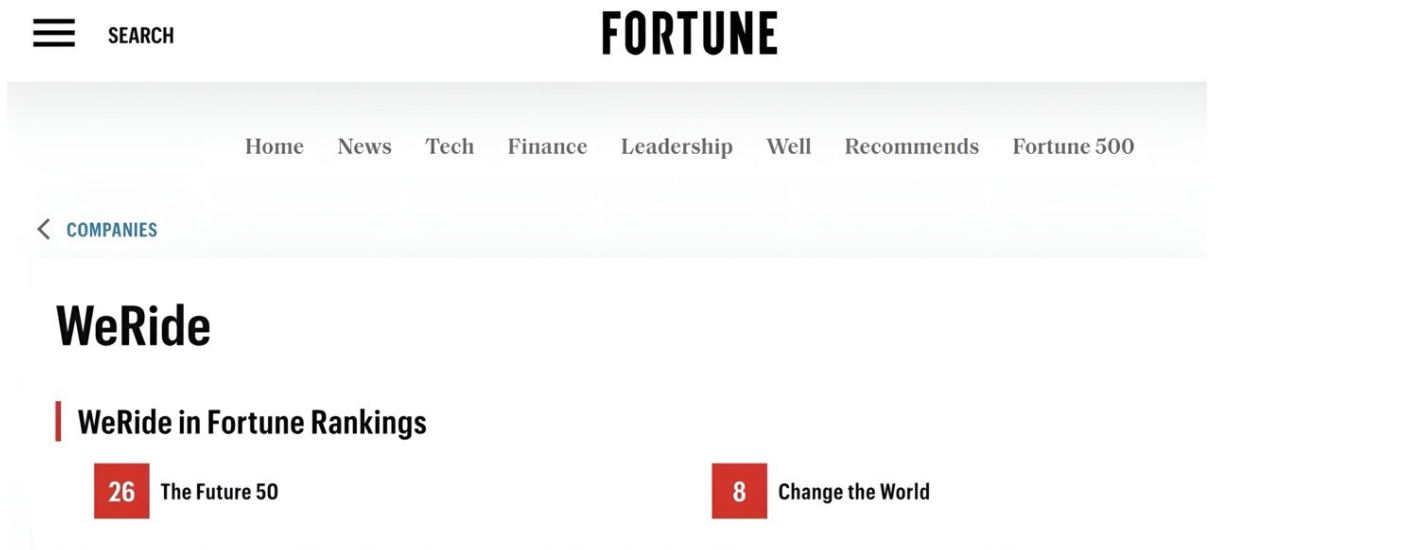 SEARCH FORTUNE
Home News Tech Finance Leadership Well Recommends Fortune 500
COMPANIES
WeRide
WeRide in Fortune Rankings
26 The Future 50 8 Change the World